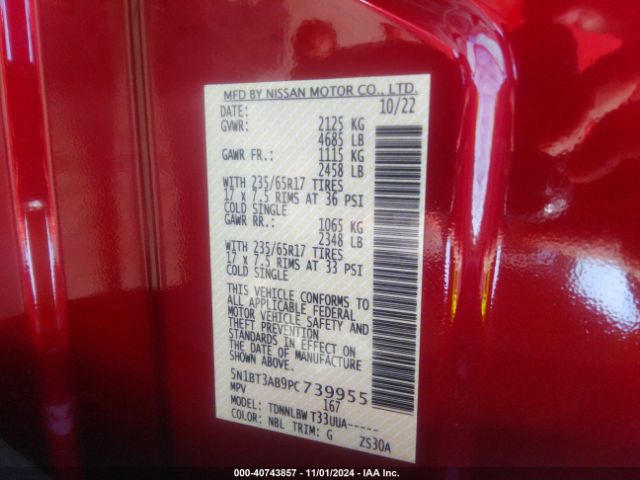 MFD BY NISSAN MOTOR CO., LTD.
DATE: 10/22
GVWR: 2125 KG
4685 LB
GAWR FR.: 1115 KG
2458 LB
WITH 235/65R17 TIRES
17 x 7.5 RIMS AT 36 PSI
COLD SINGLE
GAWR RR.: 1065 KG
2348 LB
WITH 235/65R17 TIRES
17 x 7.5 RIMS AT 33 PSI
COLD SINGLE
THIS VEHICLE CONFORMS TO
ALL APPLICABLE FEDERAL
MOTOR VEHICLE SAFETY AND
THEFT PREVENTION
STANDARDS IN EFFECT ON
THE DATE OF MANUFACTURE
SHOWN ABOVE.
5N1BT3AB9PC739955
MPV 167
MODEL: TDNNLBW T33UUA-----
COLOR: NBL TRIM: G ZS30A
000-40743857 - 11/01/2024 - IAA Inc.